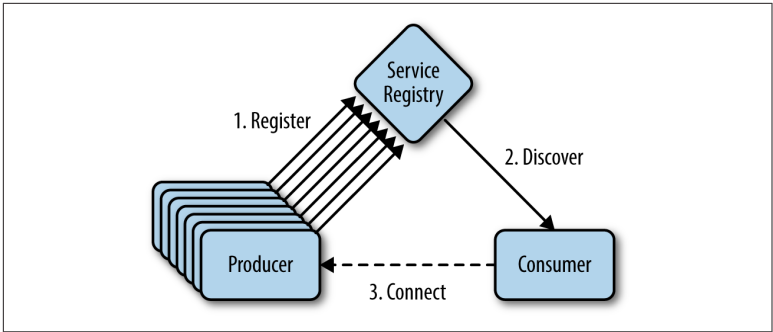 Service
Registry
1. Register
2. Discover
Producer
Consumer
3. Connect